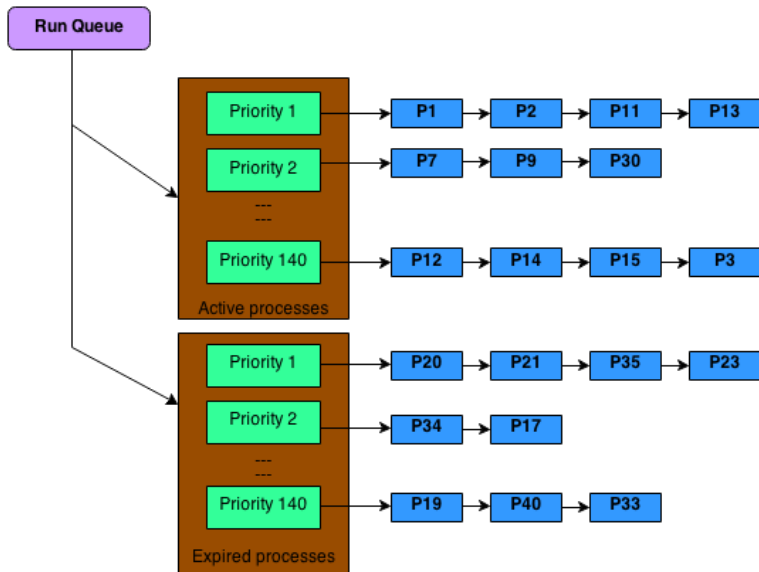 Run Queue
Priority 1
P1
P2
P11
P13
Priority 2
P7
P9
P30
---
---
Priority 140
P12
P14
P15
P3
Active processes
Priority 1
P20
P21
P35
P23
Priority 2
P34
P17
---
---
Priority 140
P19
P40
P33
Expired processes